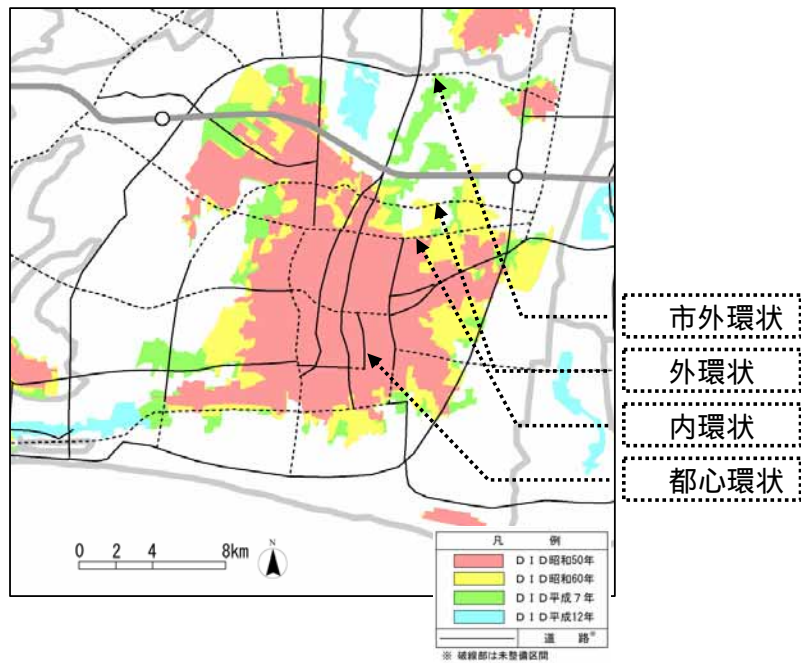 市外環状
外環状
内環状
都心環状
0 2 4 8km
N
凡 例
DID昭和50年
DID昭和60年
DID平成7年
DID平成12年
道 路※
※ 破線部は未整備区間